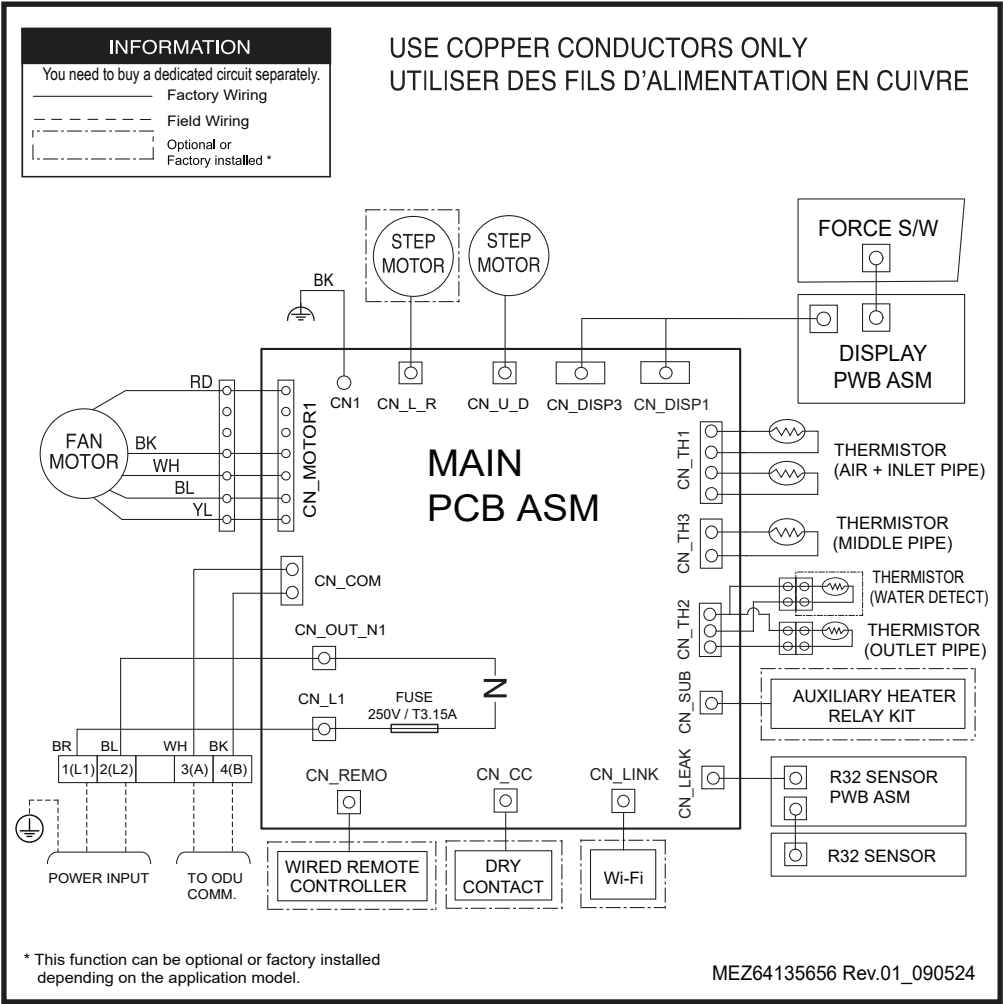 INFORMATION
You need to buy a dedicated circuit separately.
Factory Wiring
Field Wiring
Optional or
Factory installed *
USE COPPER CONDUCTORS ONLY
UTILISER DES FILS D'ALIMENTATION EN CUIVRE
STEP
MOTOR
STEP
MOTOR
FORCE S/W
BK
DISPLAY
PWB ASM
CN1
CN_L_R
CN_U_D
CN_DISP3
CN_DISP1
RD
BK
WH
BL
YL
FAN
MOTOR
CN_MOTOR1
MAIN
PCB ASM
CN_TH1
THERMISTOR
(AIR + INLET PIPE)
CN_TH3
THERMISTOR
(MIDDLE PIPE)
CN_COM
CN_TH2
THERMISTOR
(WATER DETECT)
THERMISTOR
(OUTLET PIPE)
CN_OUT_N1
N
CN_L1
FUSE
250V / T3.15A
CN_SUB
AUXILIARY HEATER
RELAY KIT
BR
BL
WH
BK
1(L1)
2(L2)
3(A)
4(B)
CN_REMO
CN_CC
CN_LINK
CN_LEAK
R32 SENSOR
PWB ASM
R32 SENSOR
POWER INPUT
TO ODU
COMM.
WIRED REMOTE
CONTROLLER
DRY
CONTACT
Wi-Fi
* This function can be optional or factory installed
depending on the application model.
MEZ64135656 Rev.01_090524